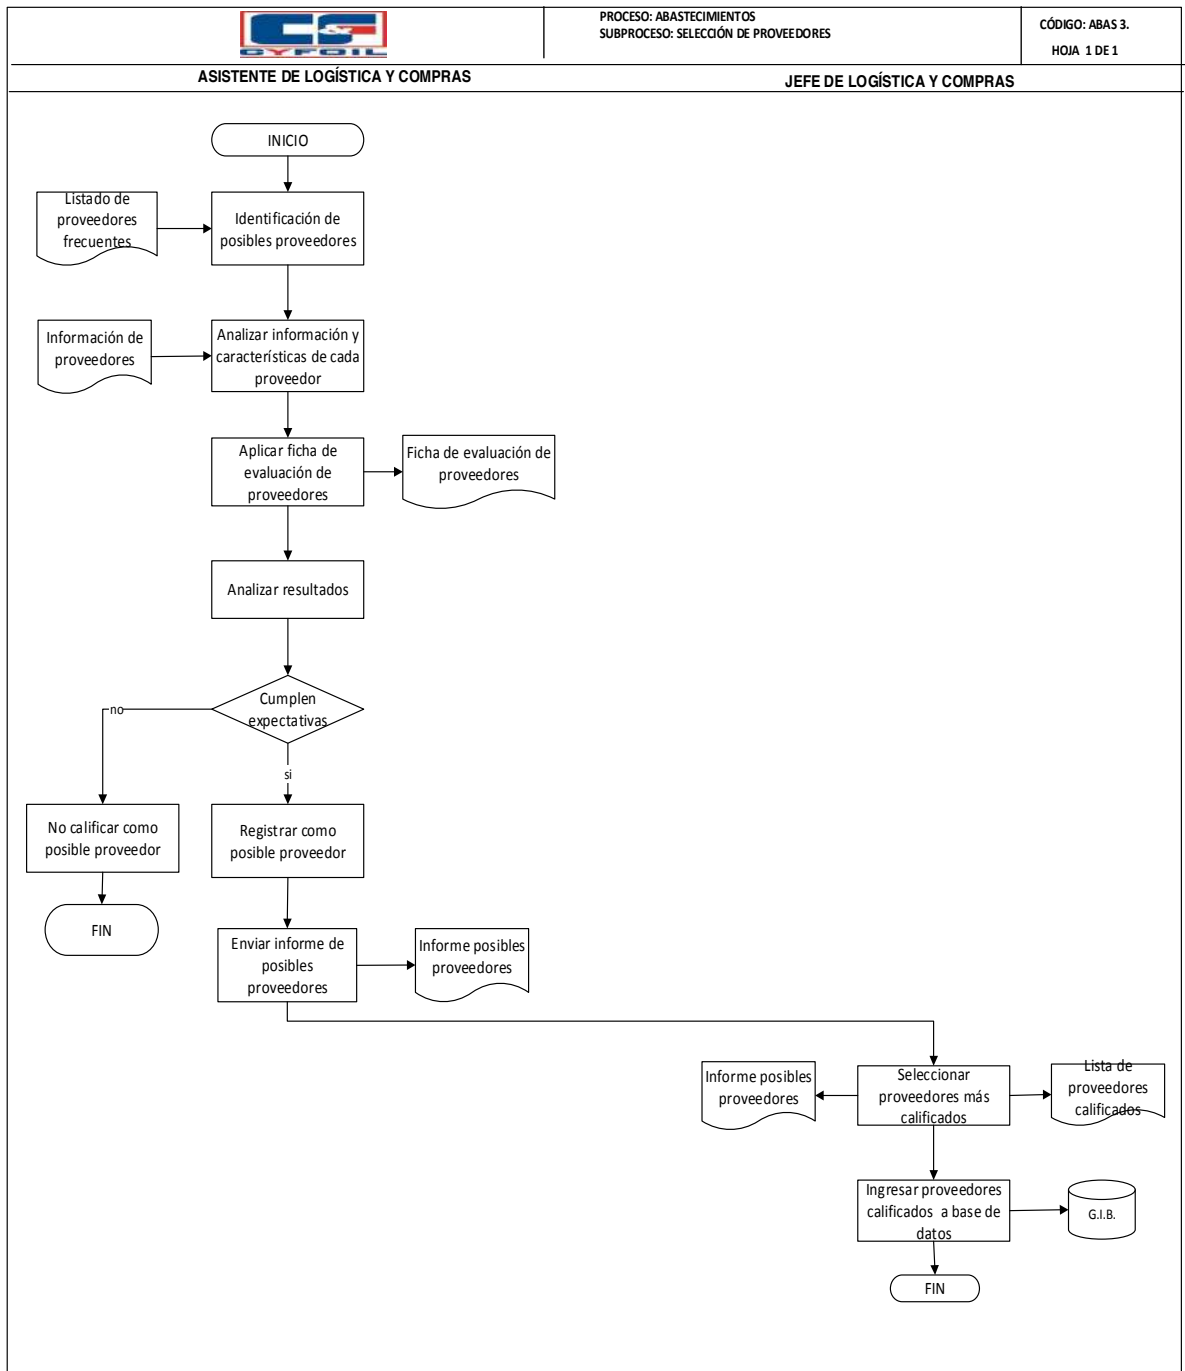 C&F
CYFOIL
PROCESO: ABASTECIMIENTOS
SUBPROCESO: SELECCIÓN DE PROVEEDORES
CÓDIGO: ABAS 3.
HOJA 1 DE 1
ASISTENTE DE LOGÍSTICA Y COMPRAS
JEFE DE LOGÍSTICA Y COMPRAS
INICIO
Listado de
proveedores
frecuentes
Identificación de
posibles proveedores
Información de
proveedores
Analizar información y
características de cada
proveedor
Aplicar ficha de
evaluación de
proveedores
Ficha de evaluación de
proveedores
Analizar resultados
Cumplen
expectativas
no
si
No calificar como
posible proveedor
Registrar como
posible proveedor
FIN
Enviar informe de
posibles
proveedores
Informe posibles
proveedores
Informe posibles
proveedores
Seleccionar
proveedores más
calificados
Lista de
proveedores
calificados
Ingresar proveedores
calificados a base de
datos
G.I.B.
FIN